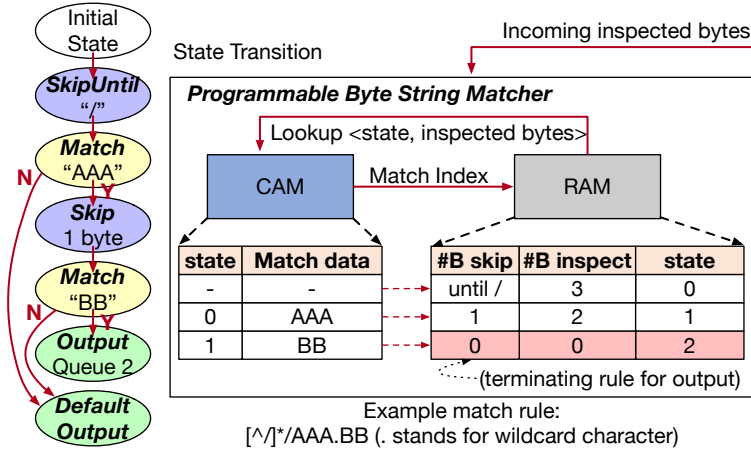 Initial
State
SkipUntil
“/”
Match
“AAA”
N
Y
Skip
1 byte
Match
“BB”
N
Y
Output
Queue 2
Default
Output
State Transition
Incoming inspected bytes
Programmable Byte String Matcher
Lookup <state, inspected bytes>
CAM
Match Index
RAM
state Match data
- -
0 AAA
1 BB
#B skip #B inspect state
until / 3 0
1 2 1
0 0 2
(terminating rule for output)
Example match rule:
[^/]*/AAA.BB (. stands for wildcard character)